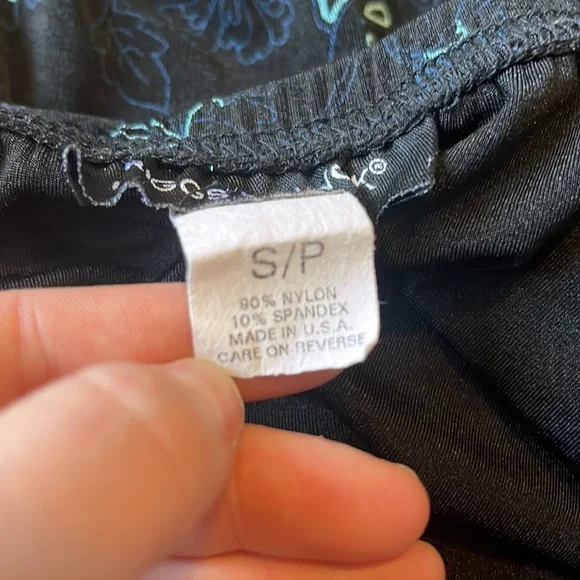 S/P
90% NYLON
10% SPANDEX
MADE IN U.S.A.
CARE ON REVERSE